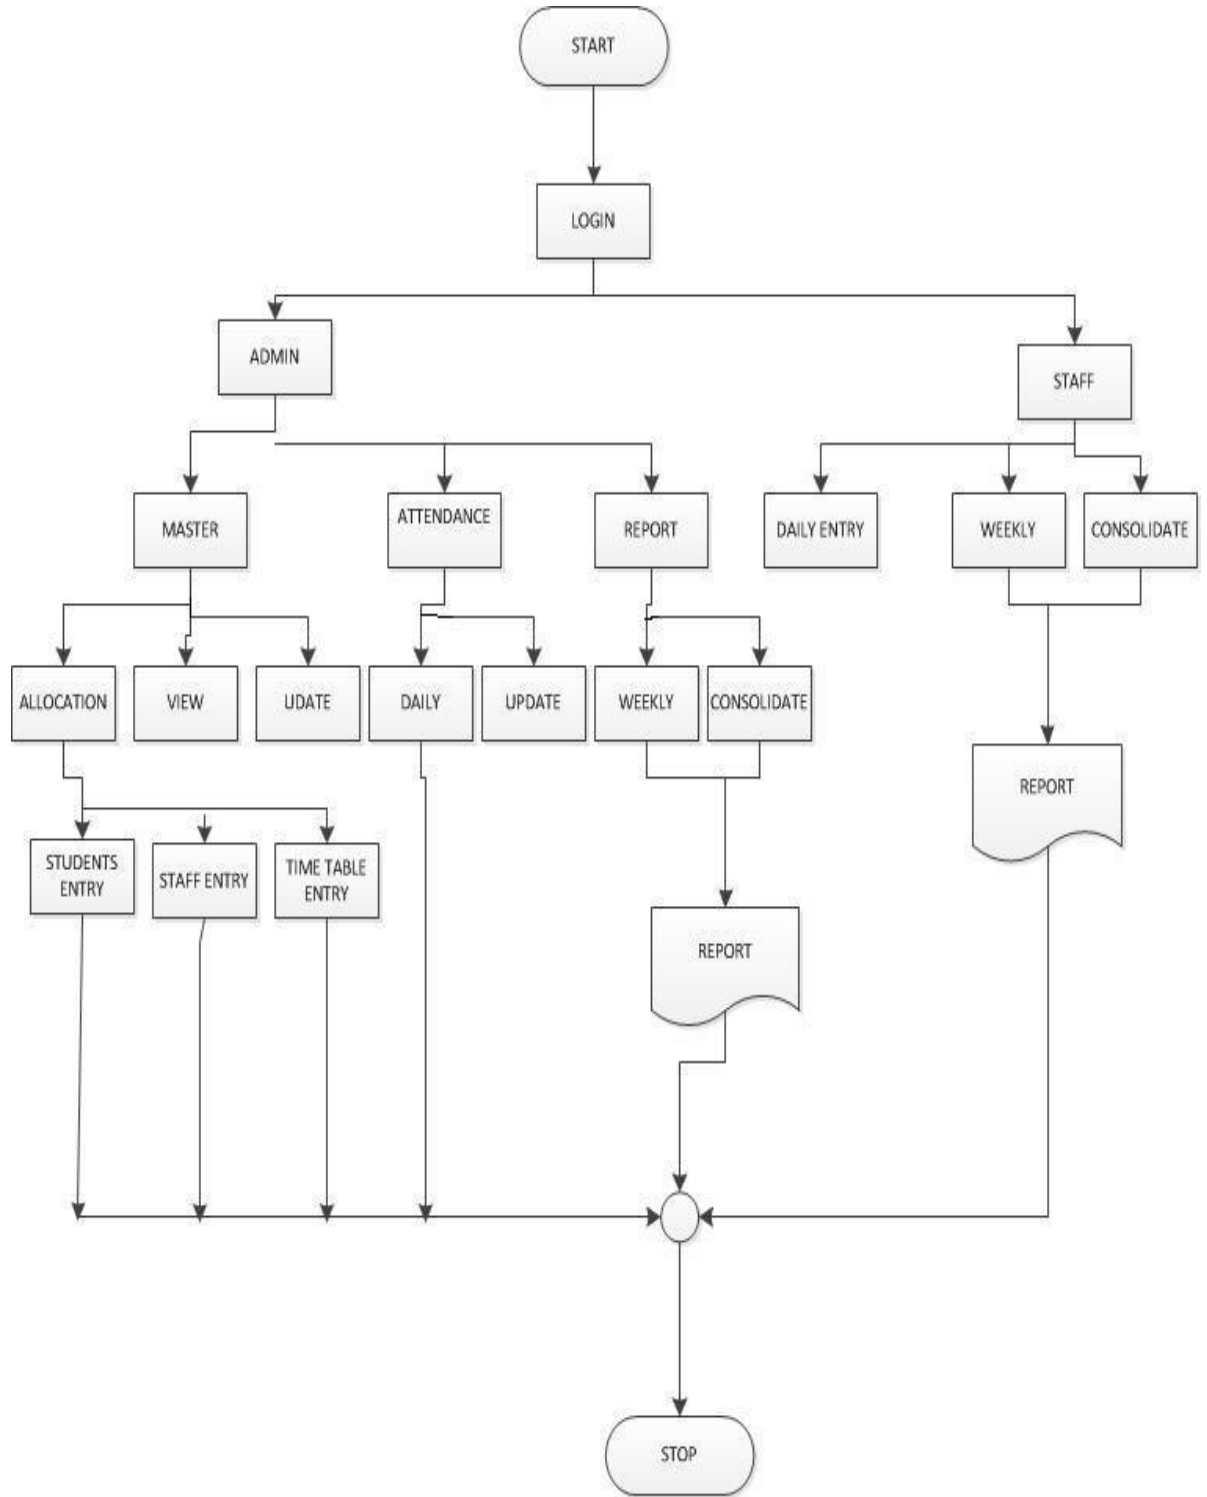 START
LOGIN
ADMIN
STAFF
MASTER
ATTENDANCE
REPORT
DAILY ENTRY
WEEKLY
CONSOLIDATE
ALLOCATION
VIEW
UDATE
DAILY
UPDATE
WEEKLY
CONSOLIDATE
REPORT
STUDENTS
ENTRY
STAFF ENTRY
TIME TABLE
ENTRY
REPORT
STOP